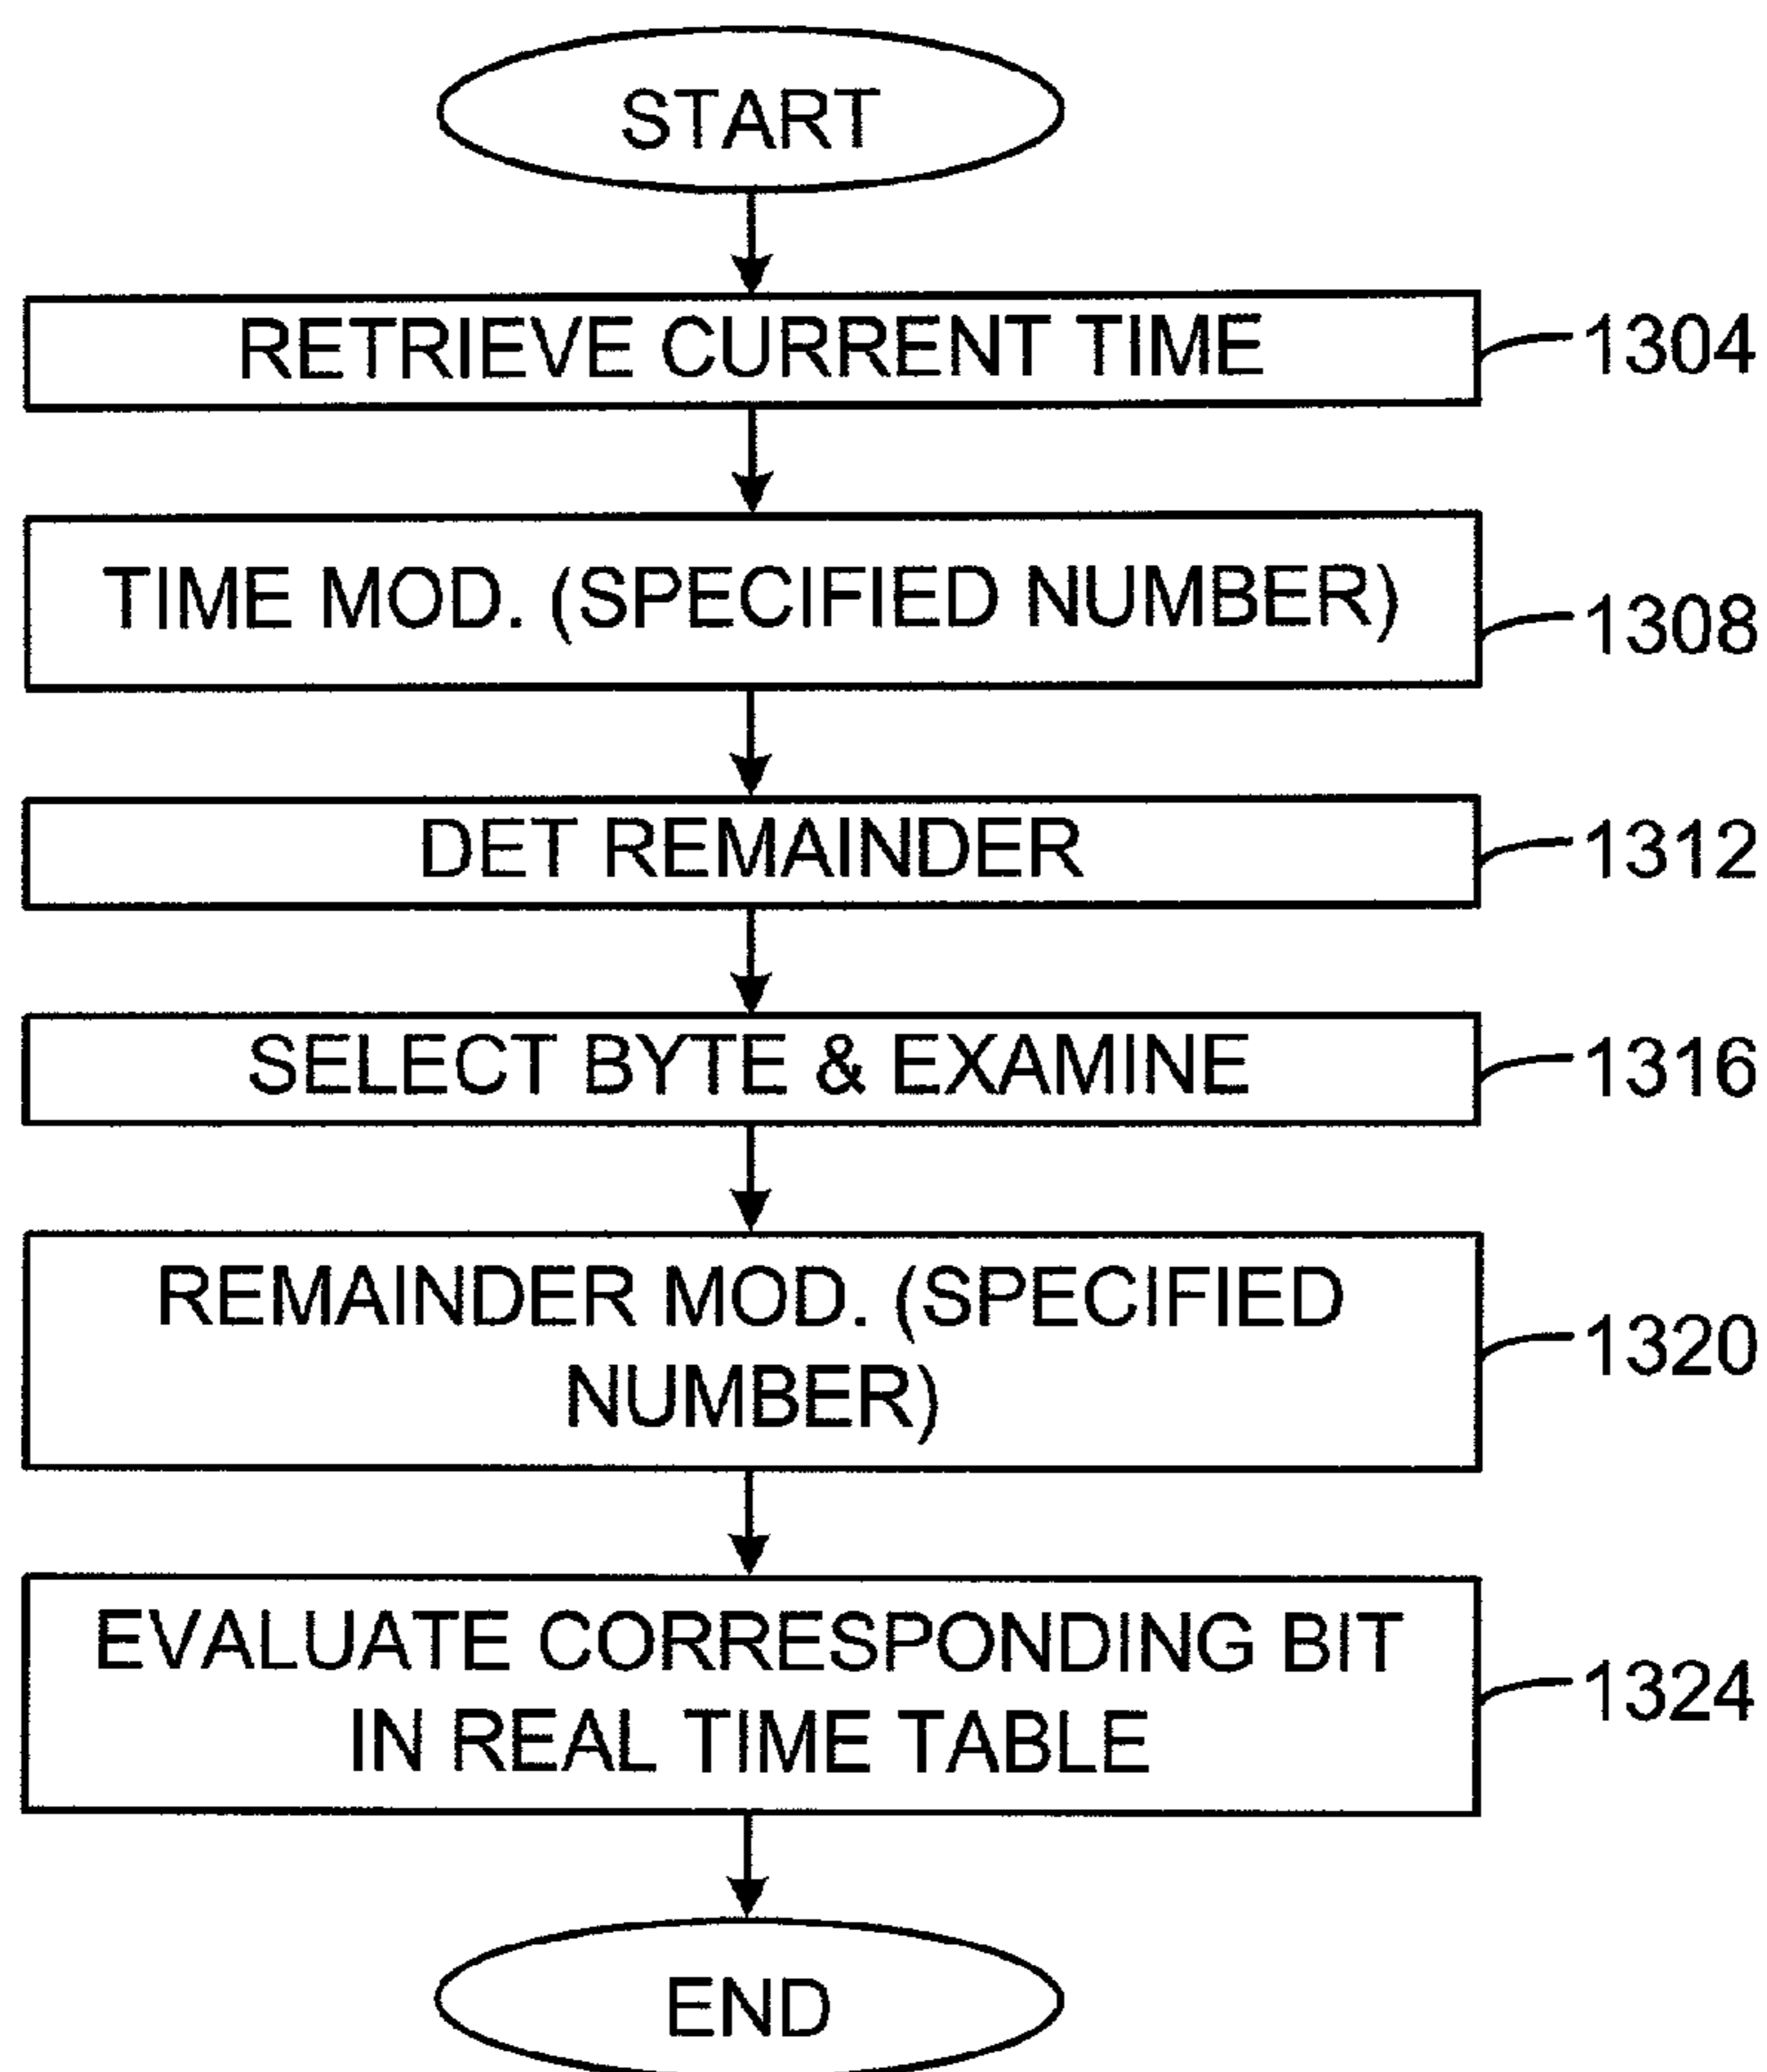 START
RETRIEVE CURRENT TIME
1304
TIME MOD. (SPECIFIED NUMBER)
1308
DET REMAINDER
1312
SELECT BYTE & EXAMINE
1316
REMAINDER MOD. (SPECIFIED
NUMBER)
1320
EVALUATE CORRESPONDING BIT
IN REAL TIME TABLE
1324
END